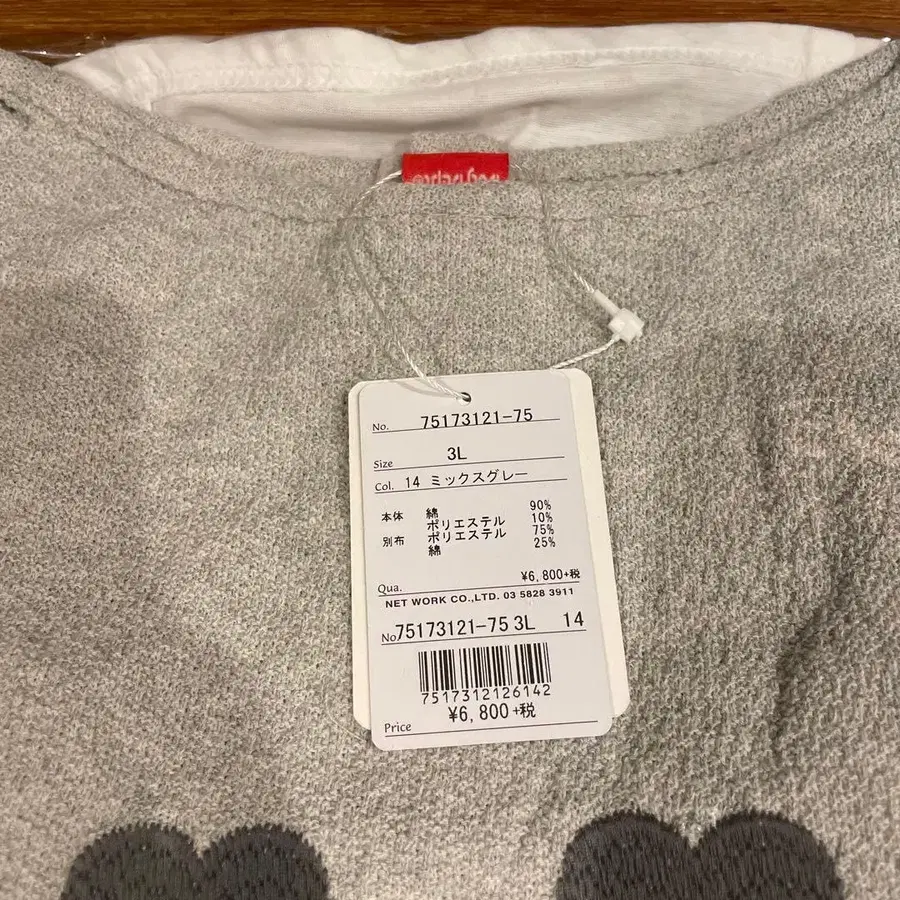 No. 75173121-75
Size 3L
Col. 14 ミックスグレー
本体 綿 90%
ポリエステル 10%
別布 ポリエステル 75%
綿 25%
¥6,800+税
Qua.
NET WORK CO.,LTD. 03 5828 3911
No75173121-75 3L 14
7517312126142
¥6,800+税
Price